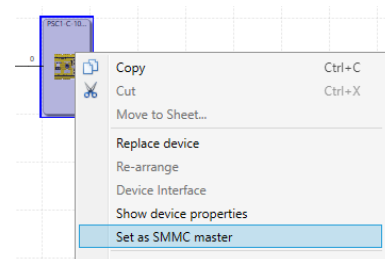 PSC1-C-10...
0
Copy Ctrl+C
Cut Ctrl+X
Move to Sheet...
Replace device
Re-arrange
Device Interface
Show device properties
Set as SMMC master